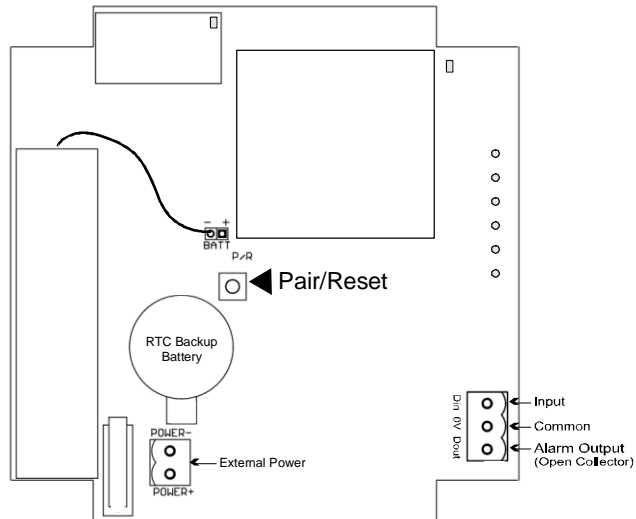 - +
BATT
P/R
Pair/Reset
RTC Backup
Battery
POWER-
External Power
POWER+
Din 0V Dout
Input
Common
Alarm Output
(Open Collector)